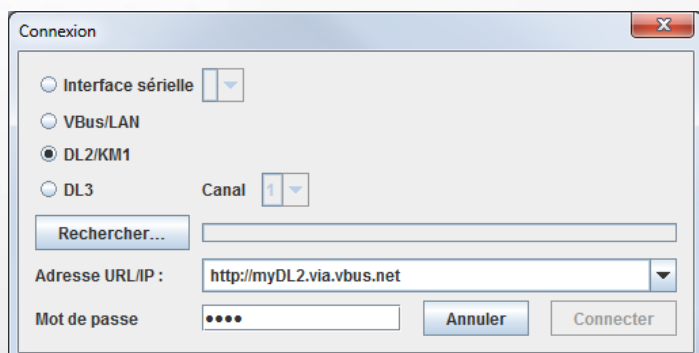 Connexion
Interface sérielle
VBus/LAN
DL2/KM1
DL3 Canal 1
Rechercher...
Adresse URL/IP : http://myDL2.via.vbus.net
Mot de passe •••• Annuler Connecter